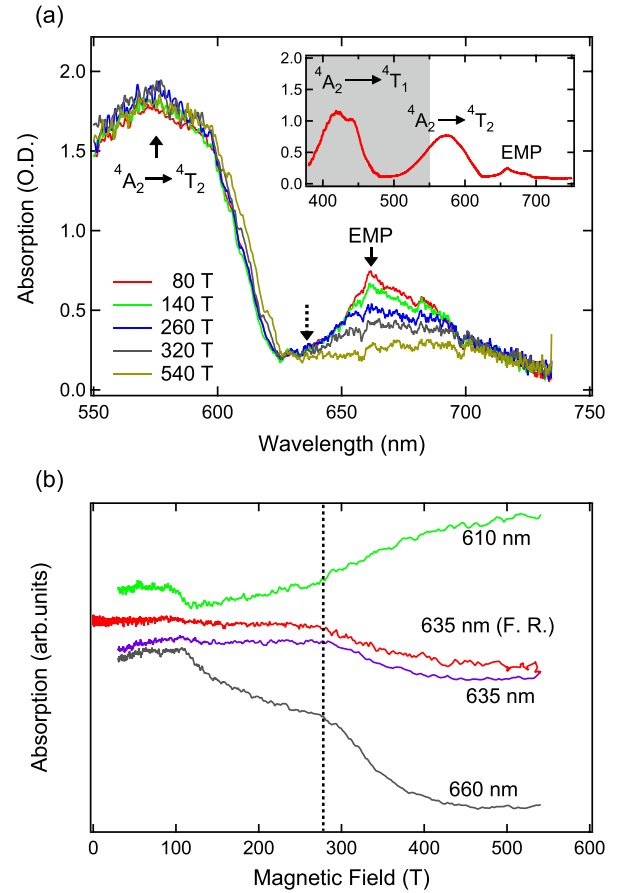 (a)
2.0
1.5
1.0
0.5
0.0
Absorption (O.D.)
⁴A₂ → ⁴T₂
80 T
140 T
260 T
320 T
540 T
EMP
550 600 650 700 750
Wavelength (nm)
2.0
1.5
1.0
0.5
0.0
⁴A₂ → ⁴T₁
⁴A₂ → ⁴T₂
EMP
400 500 600 700
(b)
Absorption (arb.units)
610 nm
635 nm (F. R.)
635 nm
660 nm
0 100 200 300 400 500 600
Magnetic Field (T)